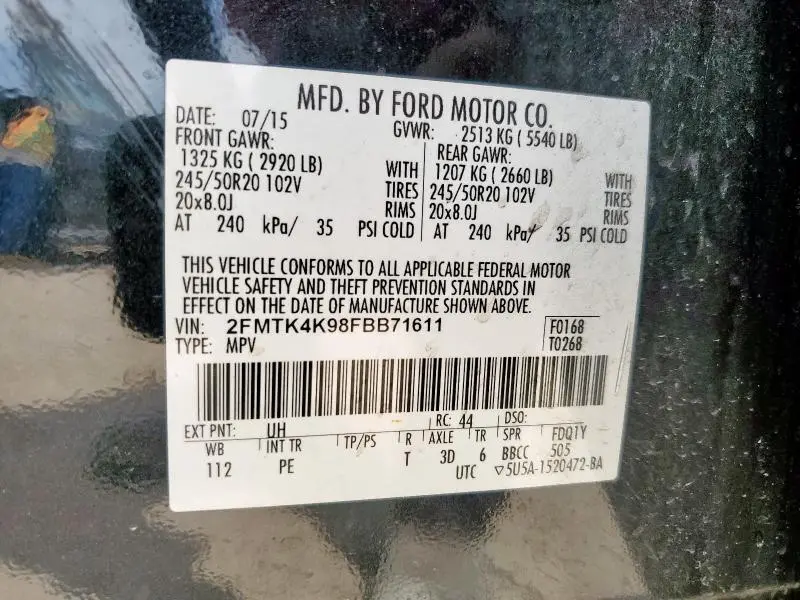 MFD. BY FORD MOTOR CO.
DATE: 07/15 GVWR: 2513 KG ( 5540 LB)
FRONT GAWR: REAR GAWR:
1325 KG ( 2920 LB) WITH 1207 KG ( 2660 LB) WITH
245/50R20 102V TIRES 245/50R20 102V TIRES
20x8.0J RIMS 20x8.0J RIMS
AT 240 kPa/ 35 PSI COLD AT 240 kPa/ 35 PSI COLD
THIS VEHICLE CONFORMS TO ALL APPLICABLE FEDERAL MOTOR
VEHICLE SAFETY AND THEFT PREVENTION STANDARDS IN
EFFECT ON THE DATE OF MANUFACTURE SHOWN ABOVE.
VIN: 2FMTK4K98FBB71611 F0168
TYPE: MPV T0268
EXT PNT: UH RC: 44 DSO:
WB INT TR TP/PS R AXLE TR SPR FDQ1Y
112 PE T 3D 6 BBCC 505
UTC ▽5U5A-1520472-BA